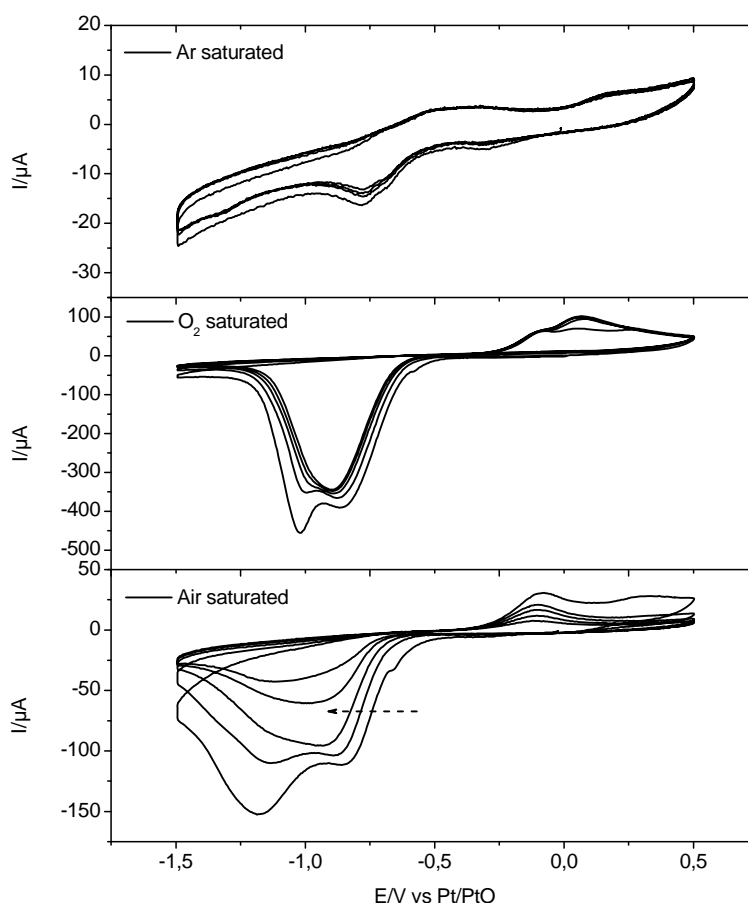 20
10
0
-10
-20
-30
I/µA
Ar saturated
100
0
-100
-200
-300
-400
-500
I/µA
O₂ saturated
50
0
-50
-100
-150
I/µA
Air saturated
-1,5 -1,0 -0,5 0,0 0,5
E/V vs Pt/PtO